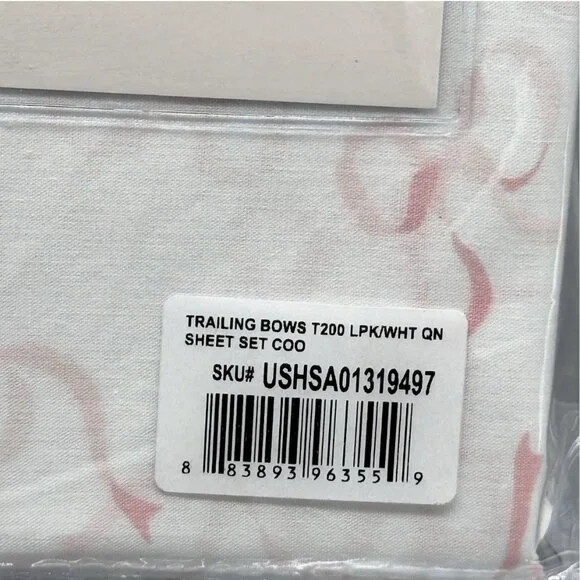 TRAILING BOWS T200 LPK/WHT QN
SHEET SET COO
SKU# USHSA01319497
8 83893 96355 9